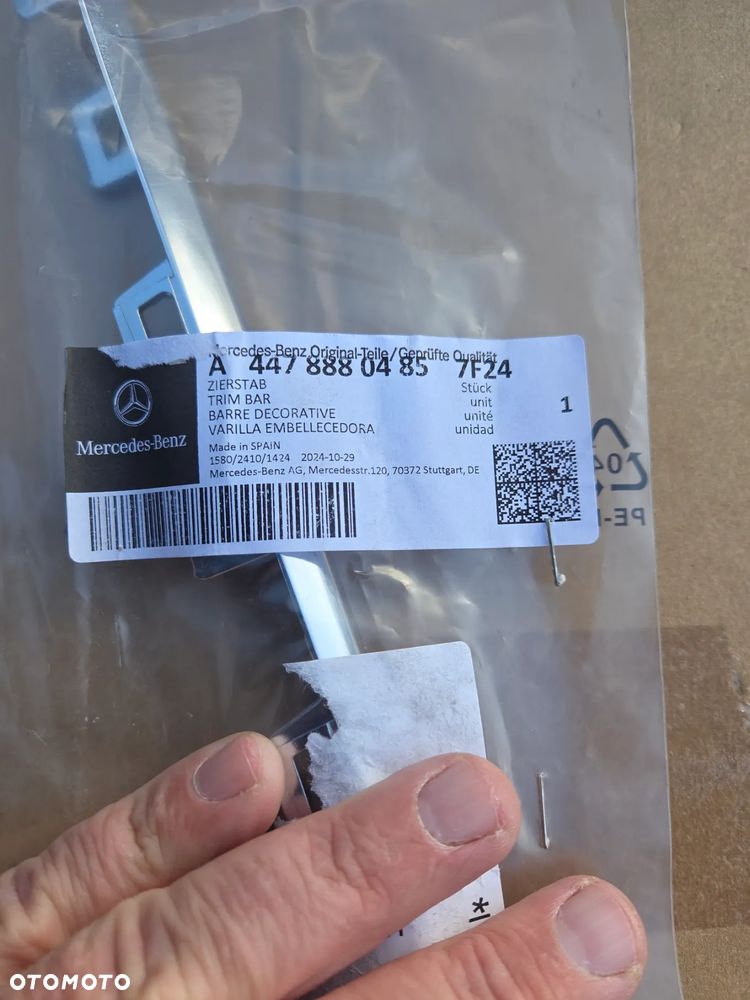 Mercedes-Benz Original-Teile/Geprüfte Qualität
A 447 888 04 85 7F24
ZIERSTAB Stück
TRIM BAR unit
BARRE DECORATIVE unité
VARILLA EMBELLECEDORA unidad
1
Mercedes-Benz
Made in SPAIN
1580/2410/1424 2024-10-29
Mercedes-Benz AG, Mercedesstr.120, 70372 Stuttgart, DE
04
*
OTOMOTO